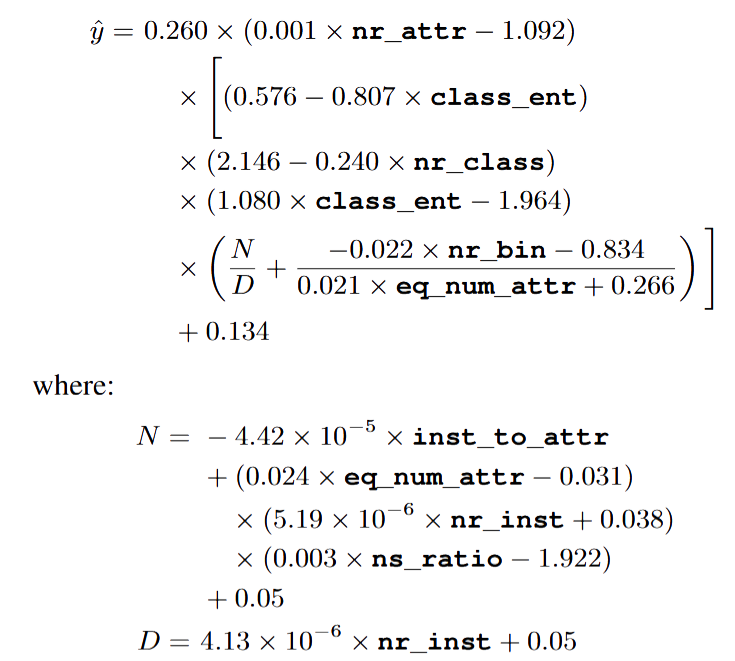 ŷ = 0.260 × (0.001 × nr_attr − 1.092)
× [(0.576 − 0.807 × class_ent)
× (2.146 − 0.240 × nr_class)
× (1.080 × class_ent − 1.964)
× (N/D + (−0.022 × nr_bin − 0.834)/(0.021 × eq_num_attr + 0.266))]
+ 0.134
where:
N = − 4.42 × 10⁻⁵ × inst_to_attr
+ (0.024 × eq_num_attr − 0.031)
× (5.19 × 10⁻⁶ × nr_inst + 0.038)
× (0.003 × ns_ratio − 1.922)
+ 0.05
D = 4.13 × 10⁻⁶ × nr_inst + 0.05